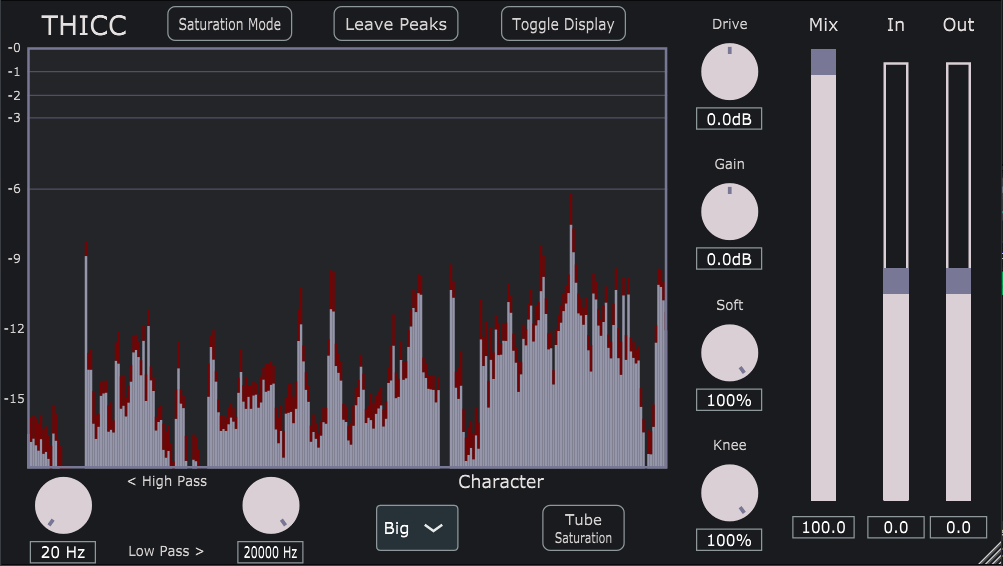 THICC
Saturation Mode
Leave Peaks
Toggle Display
Drive
Mix
In
Out
-0
-1
-2
-3
-6
-9
-12
-15
0.0dB
Gain
0.0dB
Soft
100%
Knee
100%
100.0
0.0
0.0
< High Pass
Character
20 Hz
Low Pass >
20000 Hz
Big
Tube
Saturation